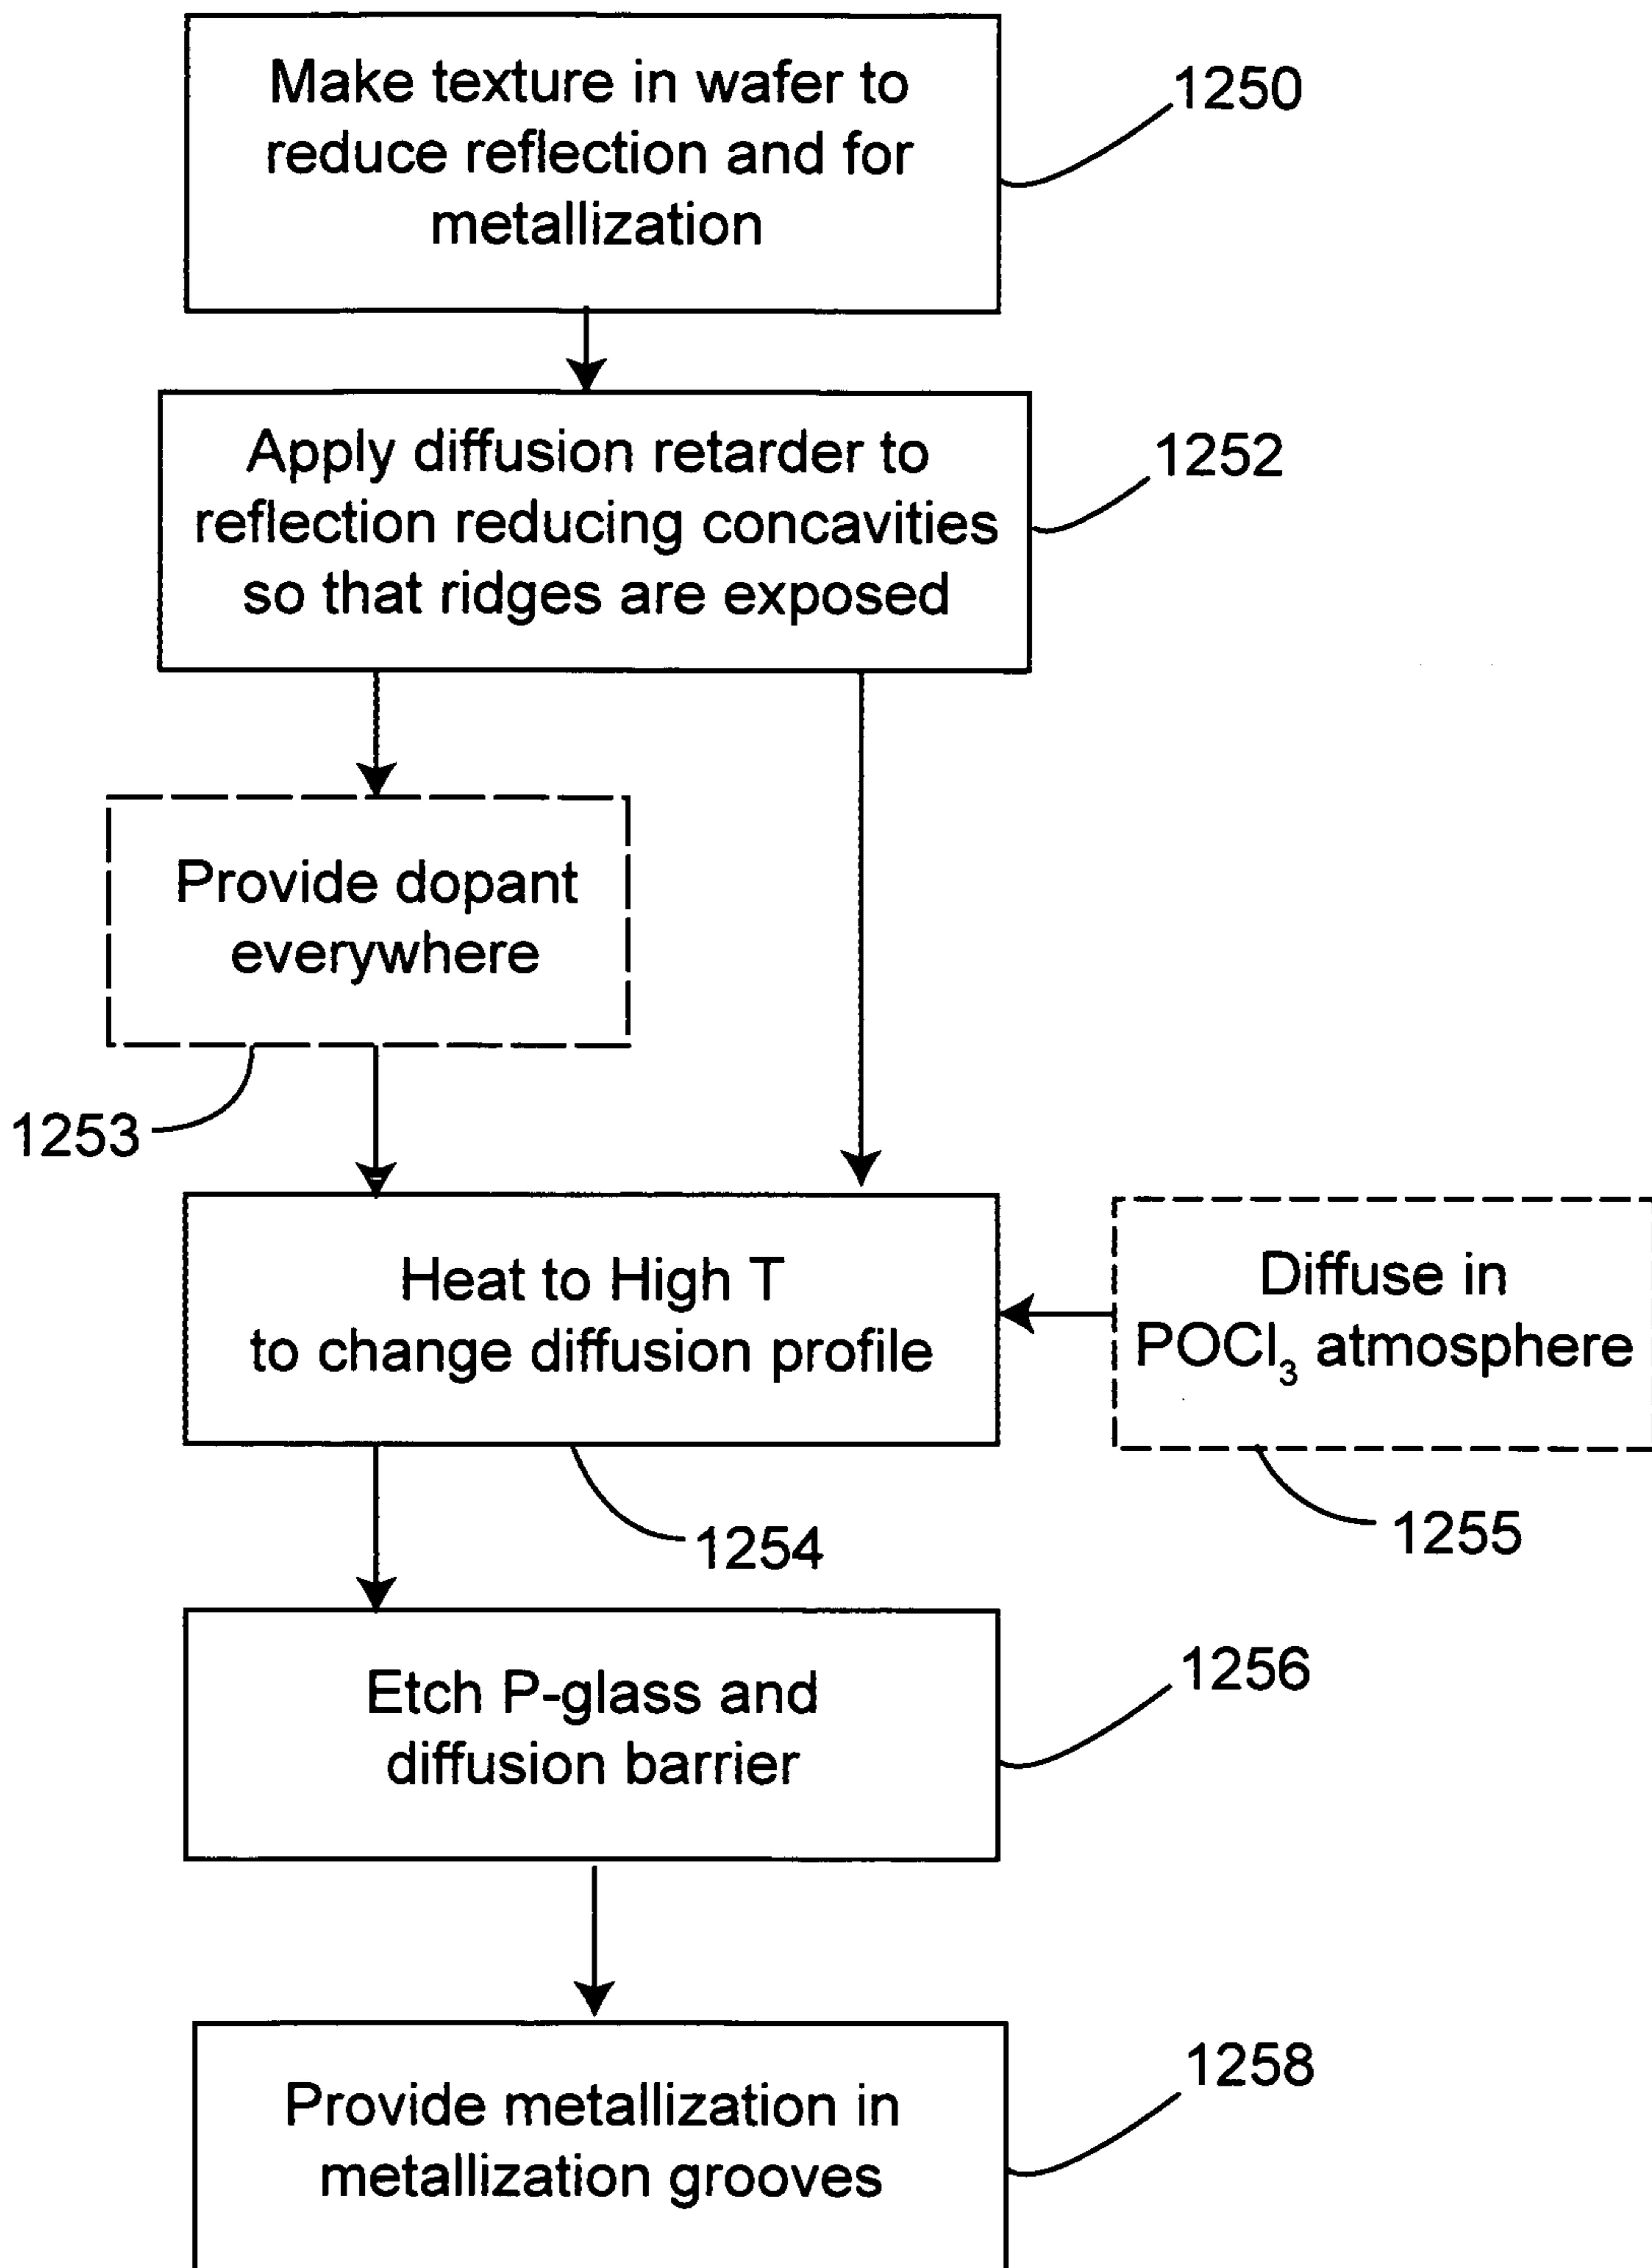 Make texture in wafer to
reduce reflection and for
metallization
1250
Apply diffusion retarder to
reflection reducing concavities
so that ridges are exposed
1252
Provide dopant
everywhere
1253
Heat to High T
to change diffusion profile
1254
Diffuse in
POCl₃ atmosphere
1255
Etch P-glass and
diffusion barrier
1256
Provide metallization in
metallization grooves
1258